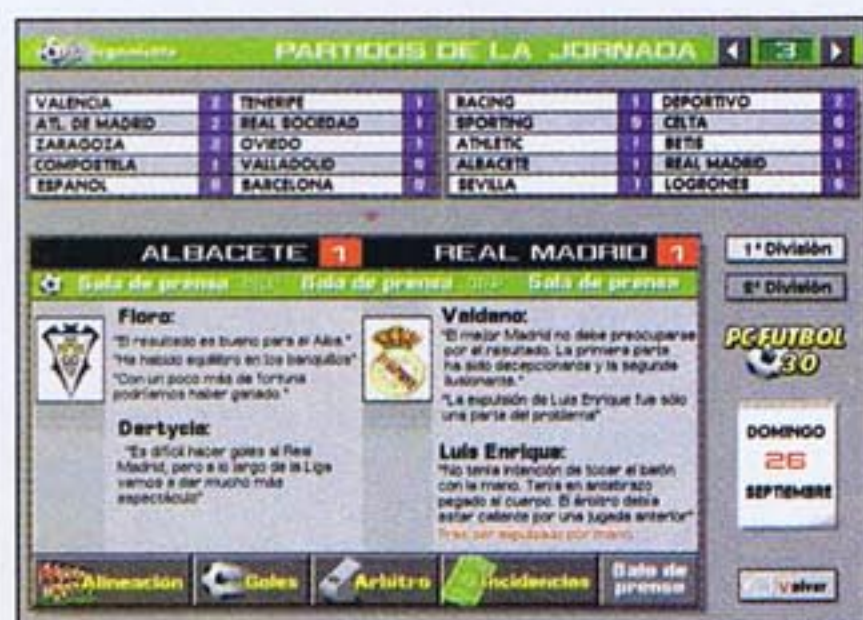 PARTIDOS DE LA JORNADA 3
VALENCIA 2 TENERIFE 1
ATL. DE MADRID 2 REAL SOCIEDAD 1
ZARAGOZA 2 OVIEDO 1
COMPOSTELA 1 VALLADOLID 0
ESPAÑOL 0 BARCELONA 0
RACING 1 DEPORTIVO 2
SPORTING 0 CELTA 0
ATHLETIC 1 BETIS 0
ALBACETE 1 REAL MADRID 1
SEVILLA 1 LOGROÑES 0
ALBACETE 1 REAL MADRID 1
Sala de prensa Sala de prensa Sala de prensa
Floro:
"El resultado es bueno para el Alba."
"Ha habido equilibro en los banquillos"
"Con un poco más de fortuna
podríamos haber ganado."
Dertycia:
"Es difícil hacer goles al Real
Madrid, pero a lo largo de la Liga
vamos a dar mucho más
espectáculo"
Valdano:
"El mejor Madrid no debe preocuparse
por el resultado. La primera parte
ha sido decepcionante y la segunda
ilusionante."
"La expulsión de Luis Enrique fue sólo
una parte del problema"
Luis Enrique:
"No tenía intención de tocar el balón
con la mano. Tenía en antebrazo
pegado al cuerpo. El árbitro debía
estar caliente por una jugada anterior"
Tras ser expulsado por mano.
1ª División
2ª División
PC FUTBOL
3.0
DOMINGO
26
SEPTIEMBRE
Alineación Goles Arbitro Incidencias Sala de
prensa
Volver